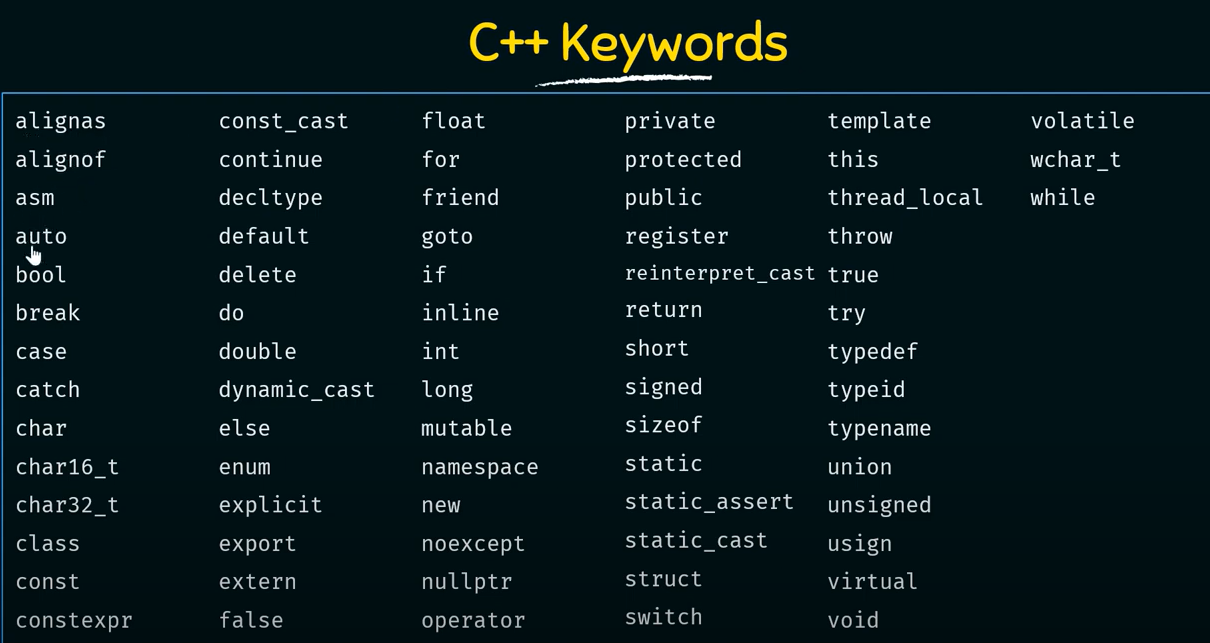 C++ Keywords
alignas const_cast float private template volatile
alignof continue for protected this wchar_t
asm decltype friend public thread_local while
auto default goto register throw
bool delete if reinterpret_cast true
break do inline return try
case double int short typedef
catch dynamic_cast long signed typeid
char else mutable sizeof typename
char16_t enum namespace static union
char32_t explicit new static_assert unsigned
class export noexcept static_cast usign
const extern nullptr struct virtual
constexpr false operator switch void